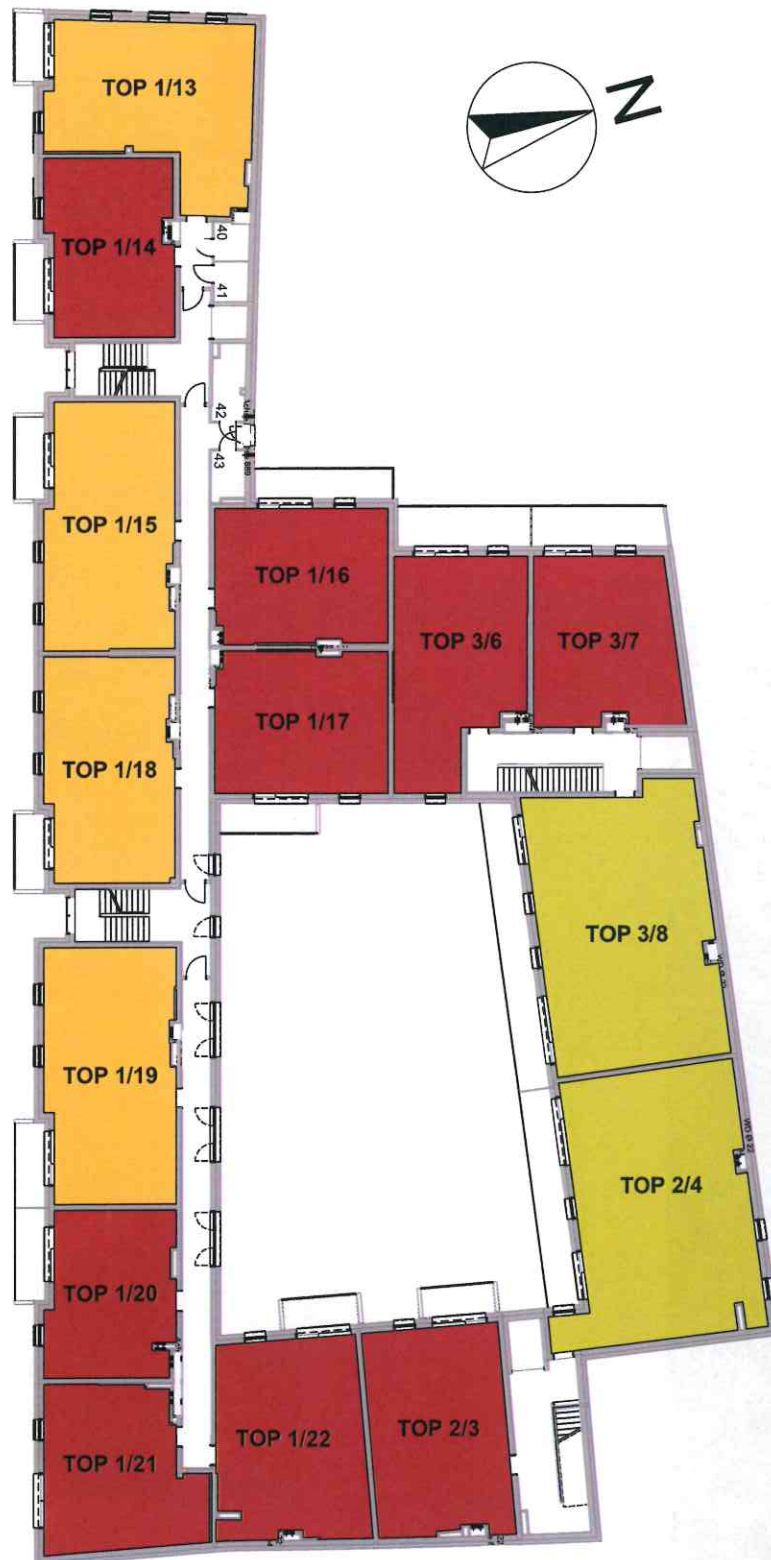 TOP 1/13
N
TOP 1/14
40
41
42
43
TOP 1/15
TOP 1/16
TOP 3/6
TOP 3/7
TOP 1/17
TOP 1/18
TOP 3/8
TOP 1/19
TOP 2/4
WD Ø 22
TOP 1/20
TOP 1/21
TOP 1/22
TOP 2/3